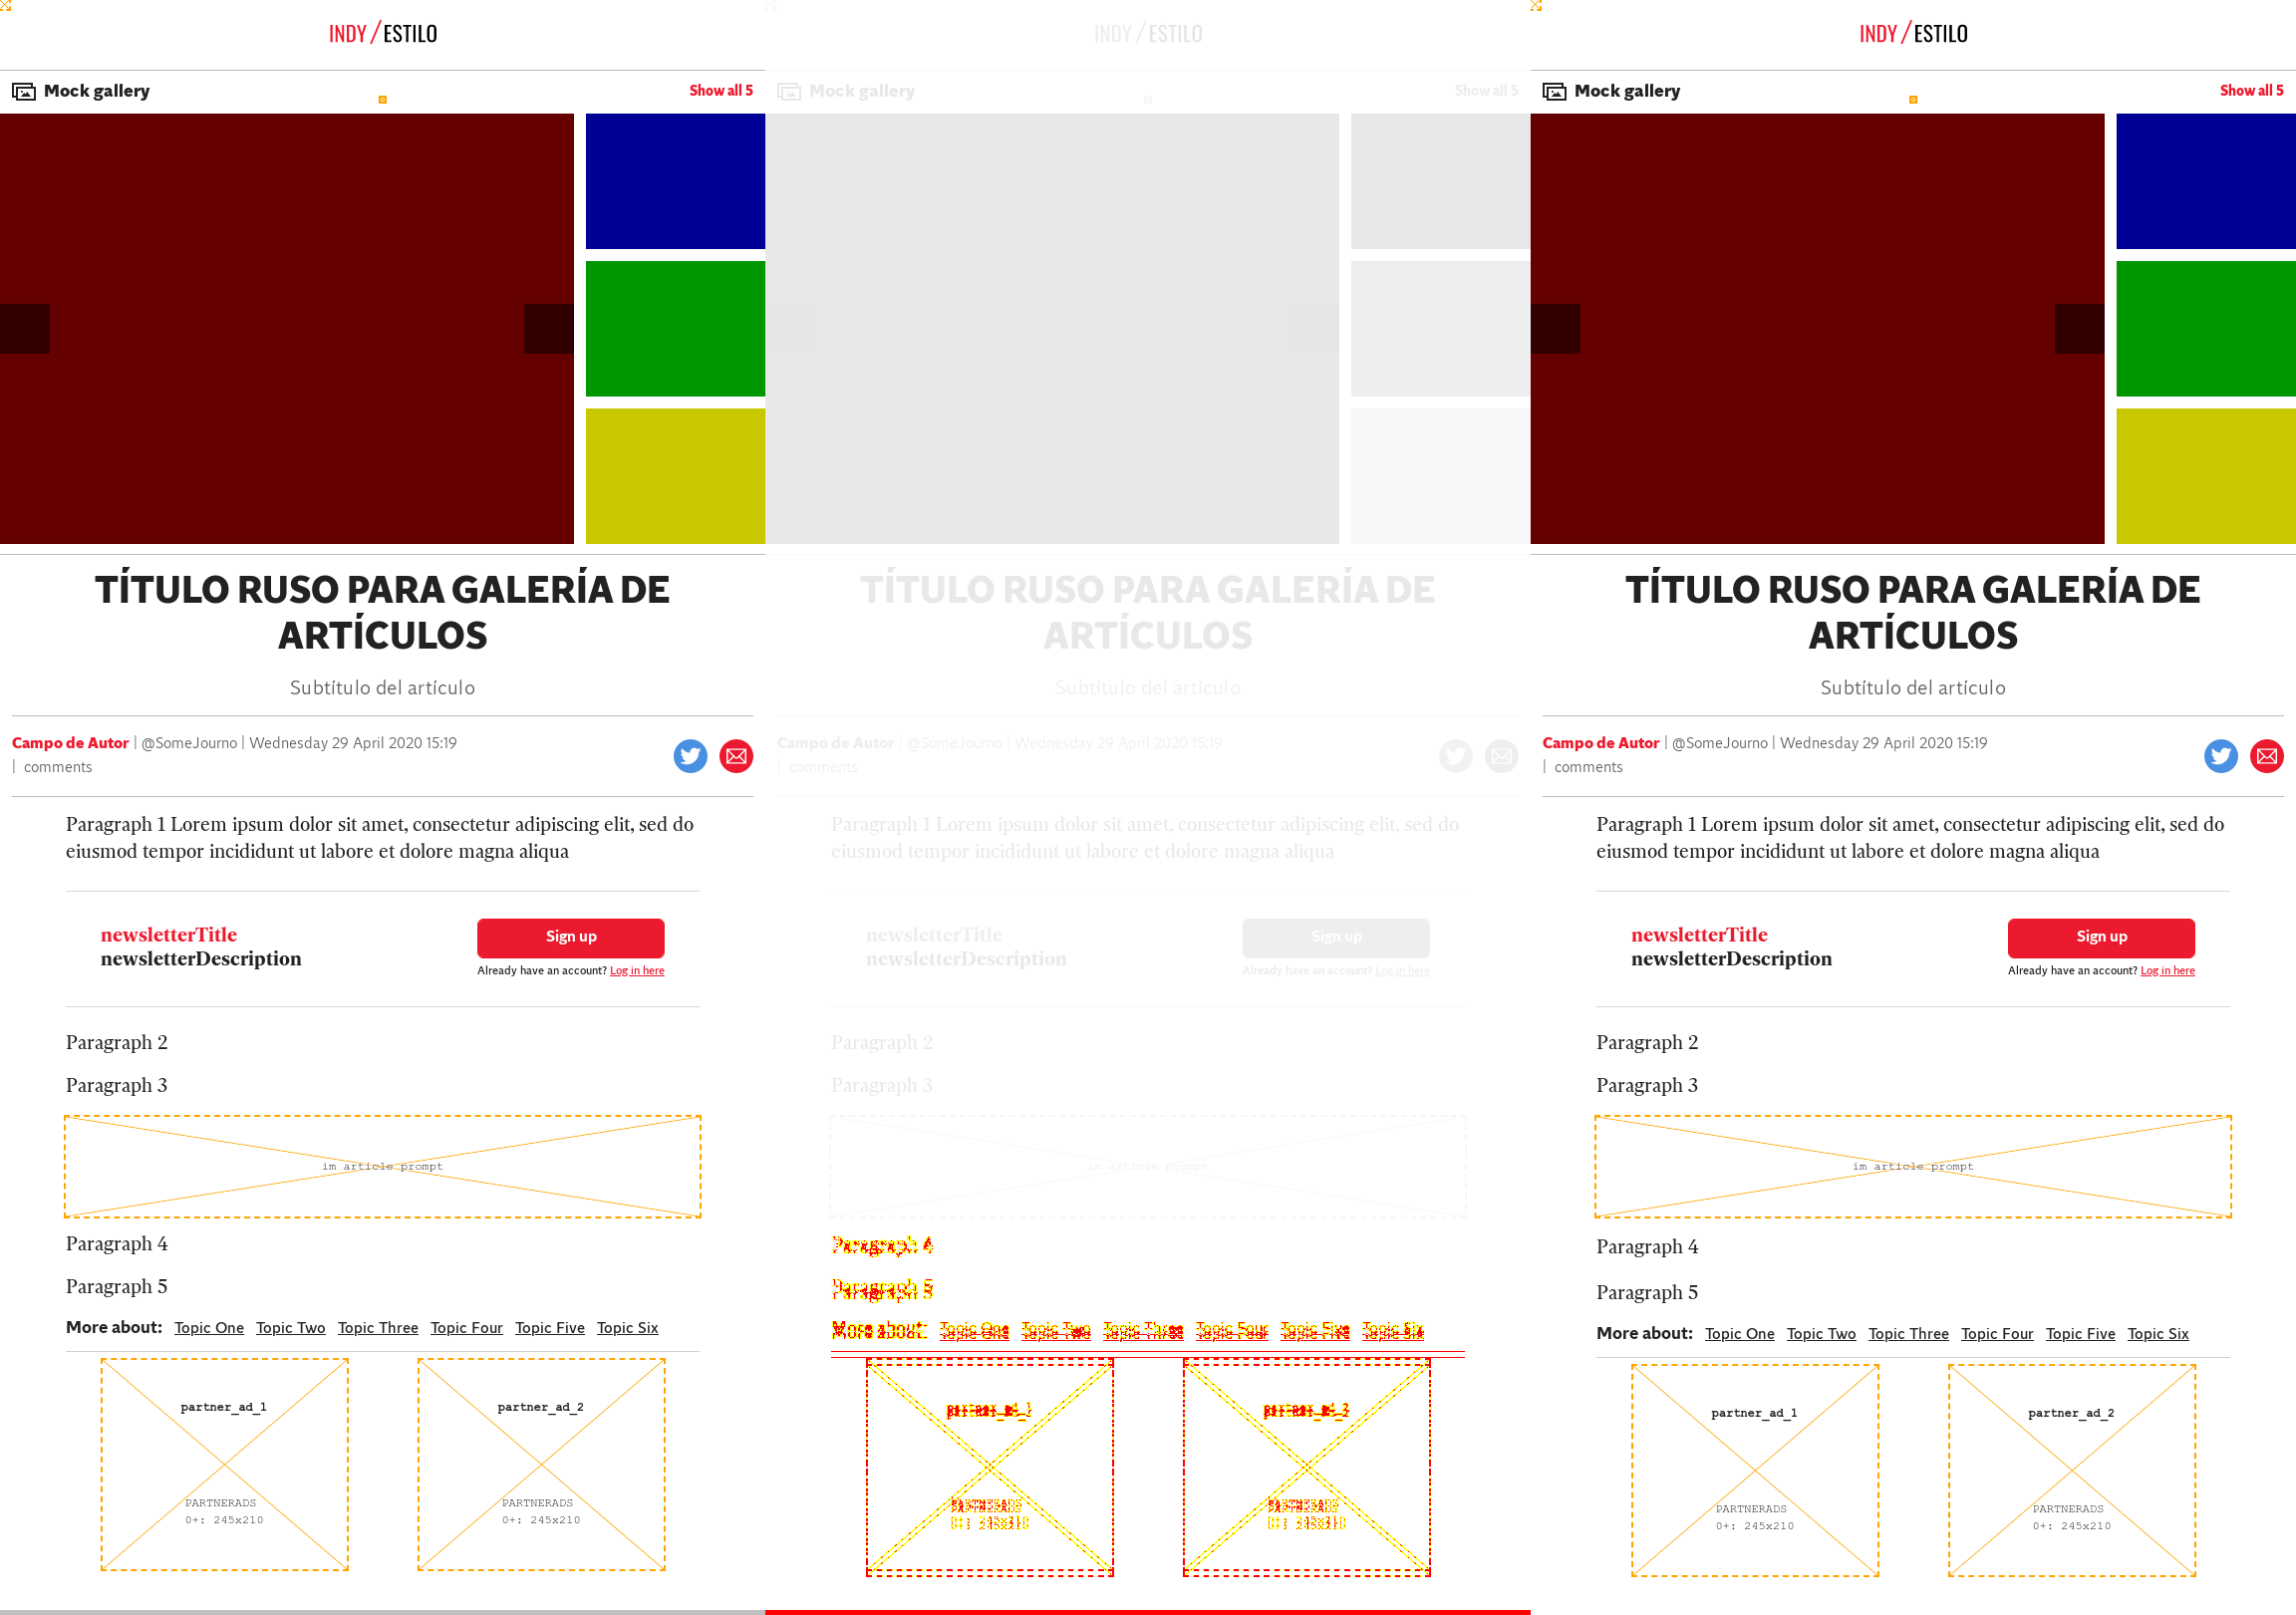 INDY/ESTILO
Mock gallery
Show all 5
TÍTULO RUSO PARA GALERÍA DE
ARTÍCULOS
Subtítulo del artículo
Campo de Autor | @SomeJourno | Wednesday 29 April 2020 15:19
| comments
Paragraph 1 Lorem ipsum dolor sit amet, consectetur adipiscing elit, sed do
eiusmod tempor incididunt ut labore et dolore magna aliqua
newsletterTitle
newsletterDescription
Sign up
Already have an account? Log in here
Paragraph 2
Paragraph 3
im article prompt
Paragraph 4
Paragraph 5
More about: Topic One Topic Two Topic Three Topic Four Topic Five Topic Six
partner_ad_1
PARTNERADS
0+: 245x210
partner_ad_2
PARTNERADS
0+: 245x210
INDY/ESTILO
Mock gallery
Show all 5
TÍTULO RUSO PARA GALERÍA DE
ARTÍCULOS
Subtítulo del artículo
Campo de Autor | @SomeJourno | Wednesday 29 April 2020 15:19
| comments
Paragraph 1 Lorem ipsum dolor sit amet, consectetur adipiscing elit, sed do
eiusmod tempor incididunt ut labore et dolore magna aliqua
newsletterTitle
newsletterDescription
Sign up
Already have an account? Log in here
Paragraph 2
Paragraph 3
im article prompt
Paragraph 4
Paragraph 5
More about: Topic One Topic Two Topic Three Topic Four Topic Five Topic Six
PARTNERADS
0+: 245x210
PARTNERADS
0+: 245x210
INDY/ESTILO
Mock gallery
Show all 5
TÍTULO RUSO PARA GALERÍA DE
ARTÍCULOS
Subtítulo del artículo
Campo de Autor | @SomeJourno | Wednesday 29 April 2020 15:19
| comments
Paragraph 1 Lorem ipsum dolor sit amet, consectetur adipiscing elit, sed do
eiusmod tempor incididunt ut labore et dolore magna aliqua
newsletterTitle
newsletterDescription
Sign up
Already have an account? Log in here
Paragraph 2
Paragraph 3
im article prompt
Paragraph 4
Paragraph 5
More about: Topic One Topic Two Topic Three Topic Four Topic Five Topic Six
partner_ad_1
PARTNERADS
0+: 245x210
partner_ad_2
PARTNERADS
0+: 245x210